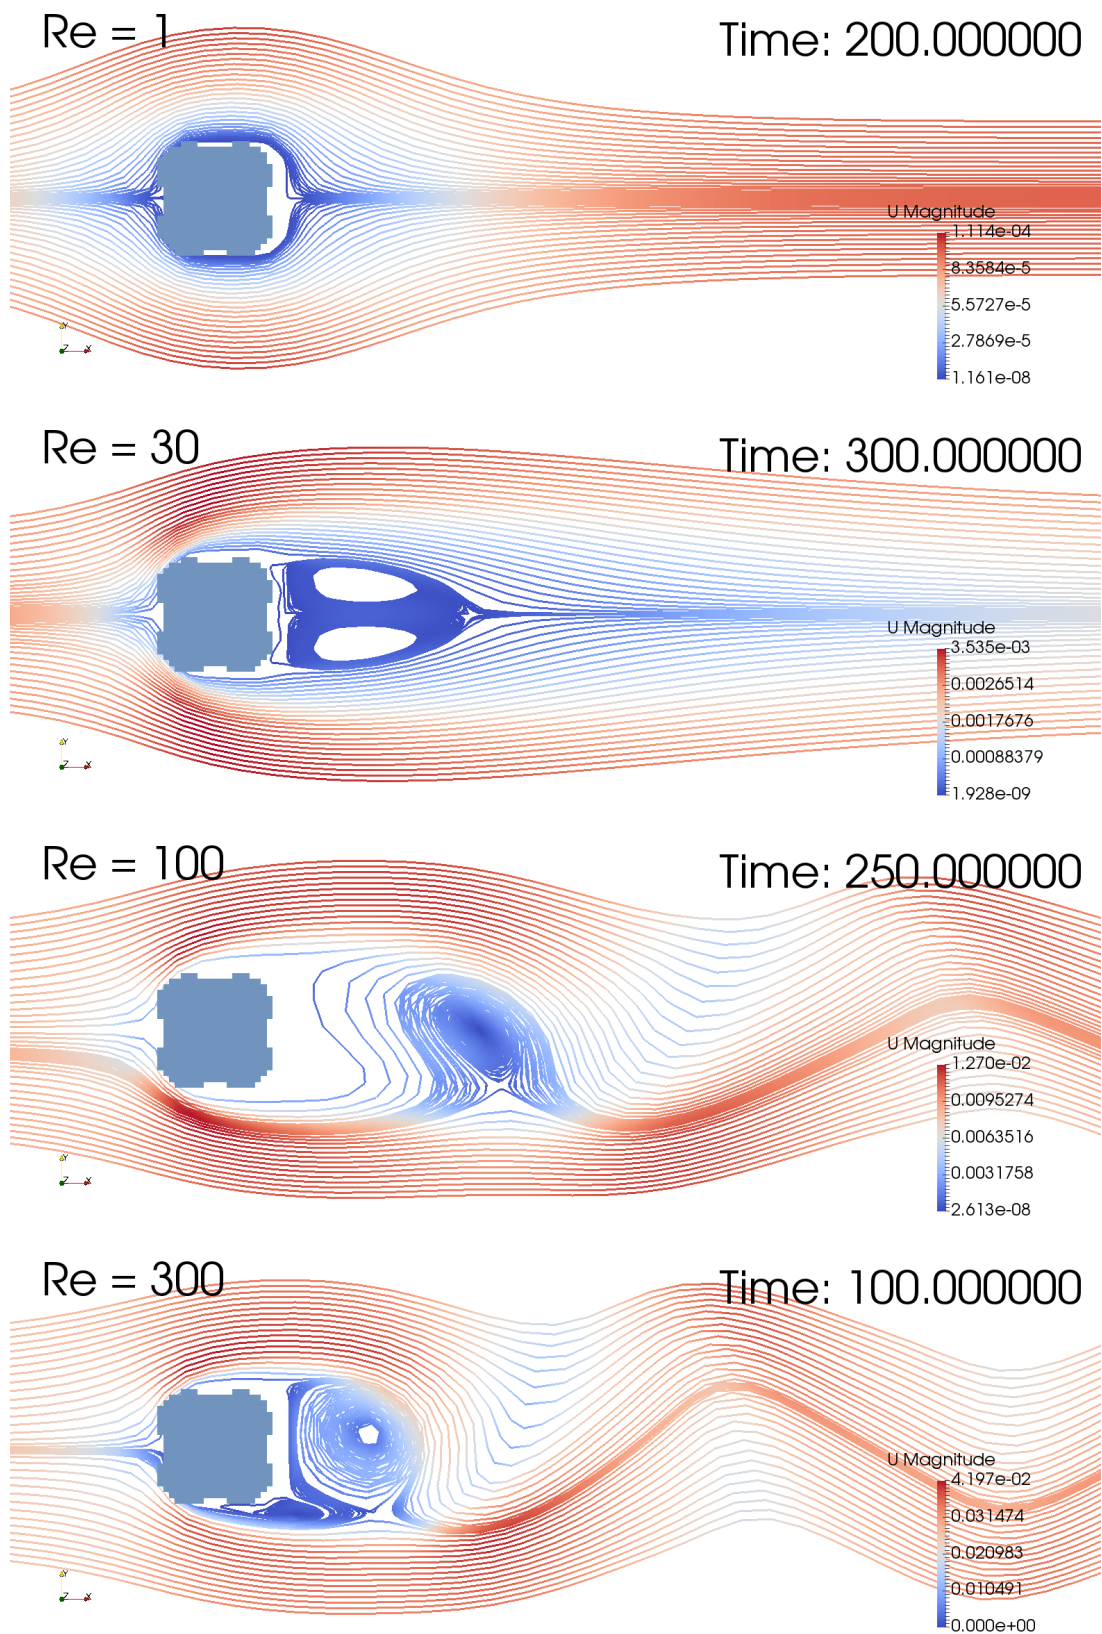 Re = 1
Time: 200.000000
U Magnitude
1.114e-04
8.3584e-5
5.5727e-5
2.7869e-5
1.161e-08
Y
Z X
Re = 30
Time: 300.000000
U Magnitude
3.535e-03
0.0026514
0.0017676
0.00088379
1.928e-09
Y
Z X
Re = 100
Time: 250.000000
U Magnitude
1.270e-02
0.0095274
0.0063516
0.0031758
2.613e-08
Y
Z X
Re = 300
Time: 100.000000
U Magnitude
4.197e-02
0.031474
0.020983
0.010491
0.000e+00
Y
Z X